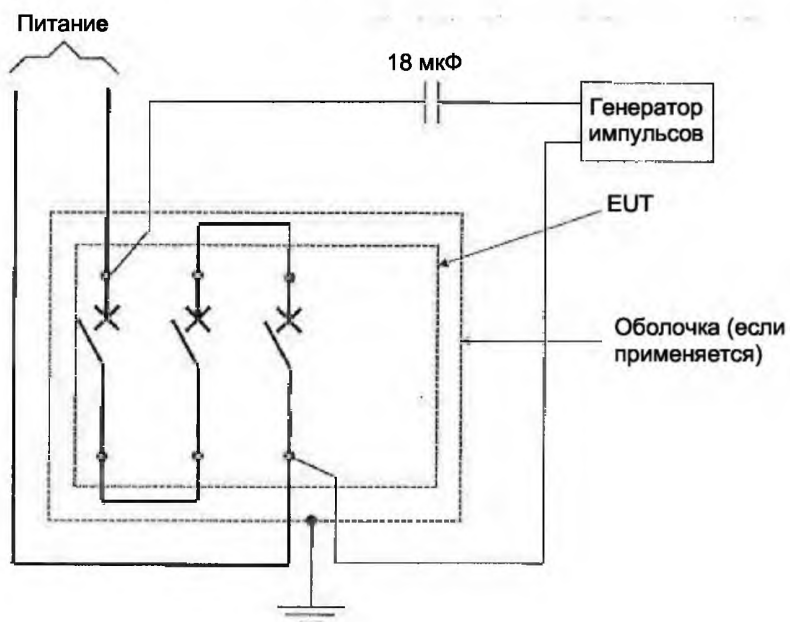 Питание
18 мкФ
Генератор
импульсов
EUT
Оболочка (если
применяется)